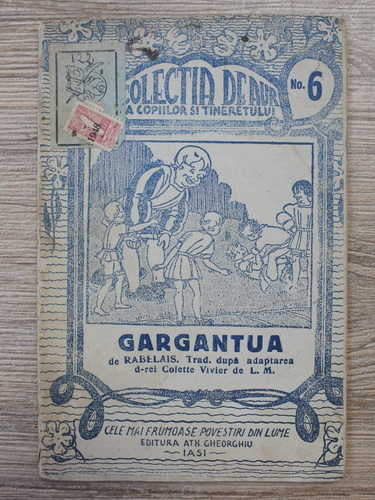 COLECTIA DE AUR
A COPIILOR SI TINERETULUI
No. 6
1948
GARGANTUA
de RABELAIS. Trad. după adaptarea
d-rei Colette Vivier de L. M.
CELE MAI FRUMOASE POVESTIRI DIN LUME
EDITURA ATH. GHEORGHIU
— IASI —